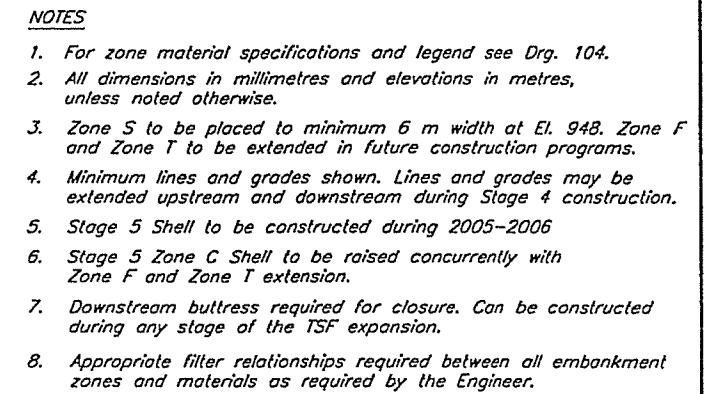 NOTES
1. For zone material specifications and legend see Drg. 104.
2. All dimensions in millimetres and elevations in metres,
unless noted otherwise.
3. Zone S to be placed to minimum 6 m width at El. 948. Zone F
and Zone T to be extended in future construction programs.
4. Minimum lines and grades shown. Lines and grades may be
extended upstream and downstream during Stage 4 construction.
5. Stage 5 Shell to be constructed during 2005-2006
6. Stage 5 Zone C Shell to be raised concurrently with
Zone F and Zone T extension.
7. Downstream buttress required for closure. Can be constructed
during any stage of the TSF expansion.
8. Appropriate filter relationships required between all embankment
zones and materials as required by the Engineer.